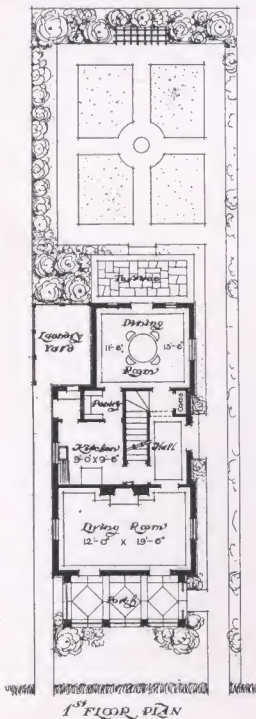 Terrace
Laundry
Yard
Dining
11'-6" 13'-6"
Room
Pantry
Coats
Kitchen
9'-0" x 9'-6"
Hall
Living Room
12'-0" x 19'-6"
Porch
1ST FLOOR PLAN